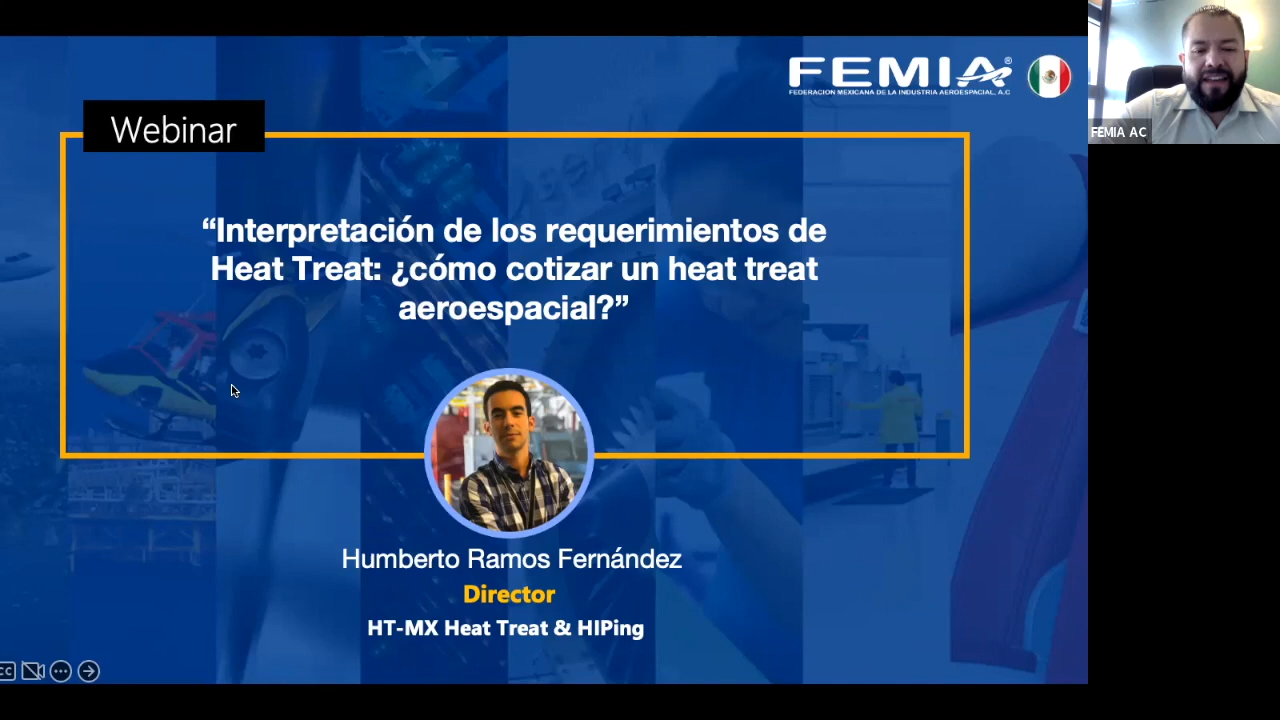 FEMIA®
FEDERACION MEXICANA DE LA INDUSTRIA AEROESPACIAL, A.C
FEMIA AC
Webinar
“Interpretación de los requerimientos de
Heat Treat: ¿cómo cotizar un heat treat
aeroespacial?”
Humberto Ramos Fernández
Director
HT-MX Heat Treat & HIPing
CC